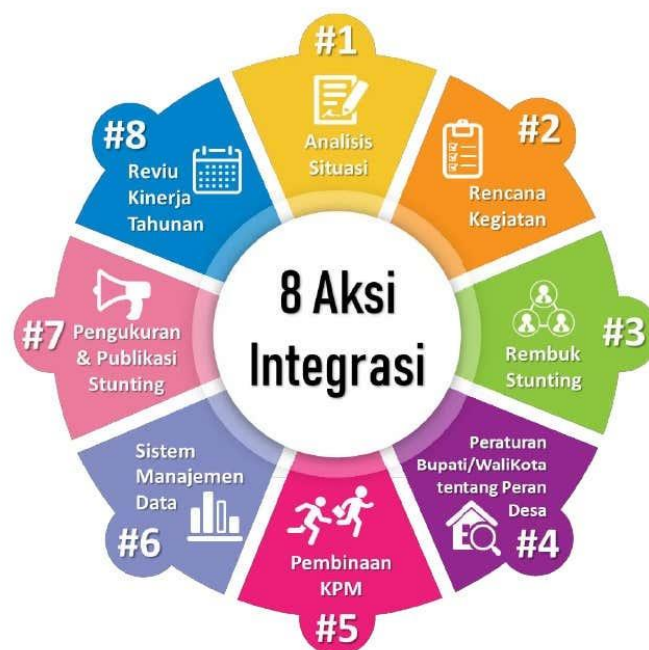 8 Aksi
Integrasi
#1
Analisis
Situasi
#2
Rencana
Kegiatan
#3
Rembuk
Stunting
Peraturan
Bupati/WaliKota
tentang Peran
Desa
#4
Pembinaan
KPM
#5
Sistem
Manajemen
Data
#6
#7
Pengukuran
& Publikasi
Stunting
#8
Reviu
Kinerja
Tahunan